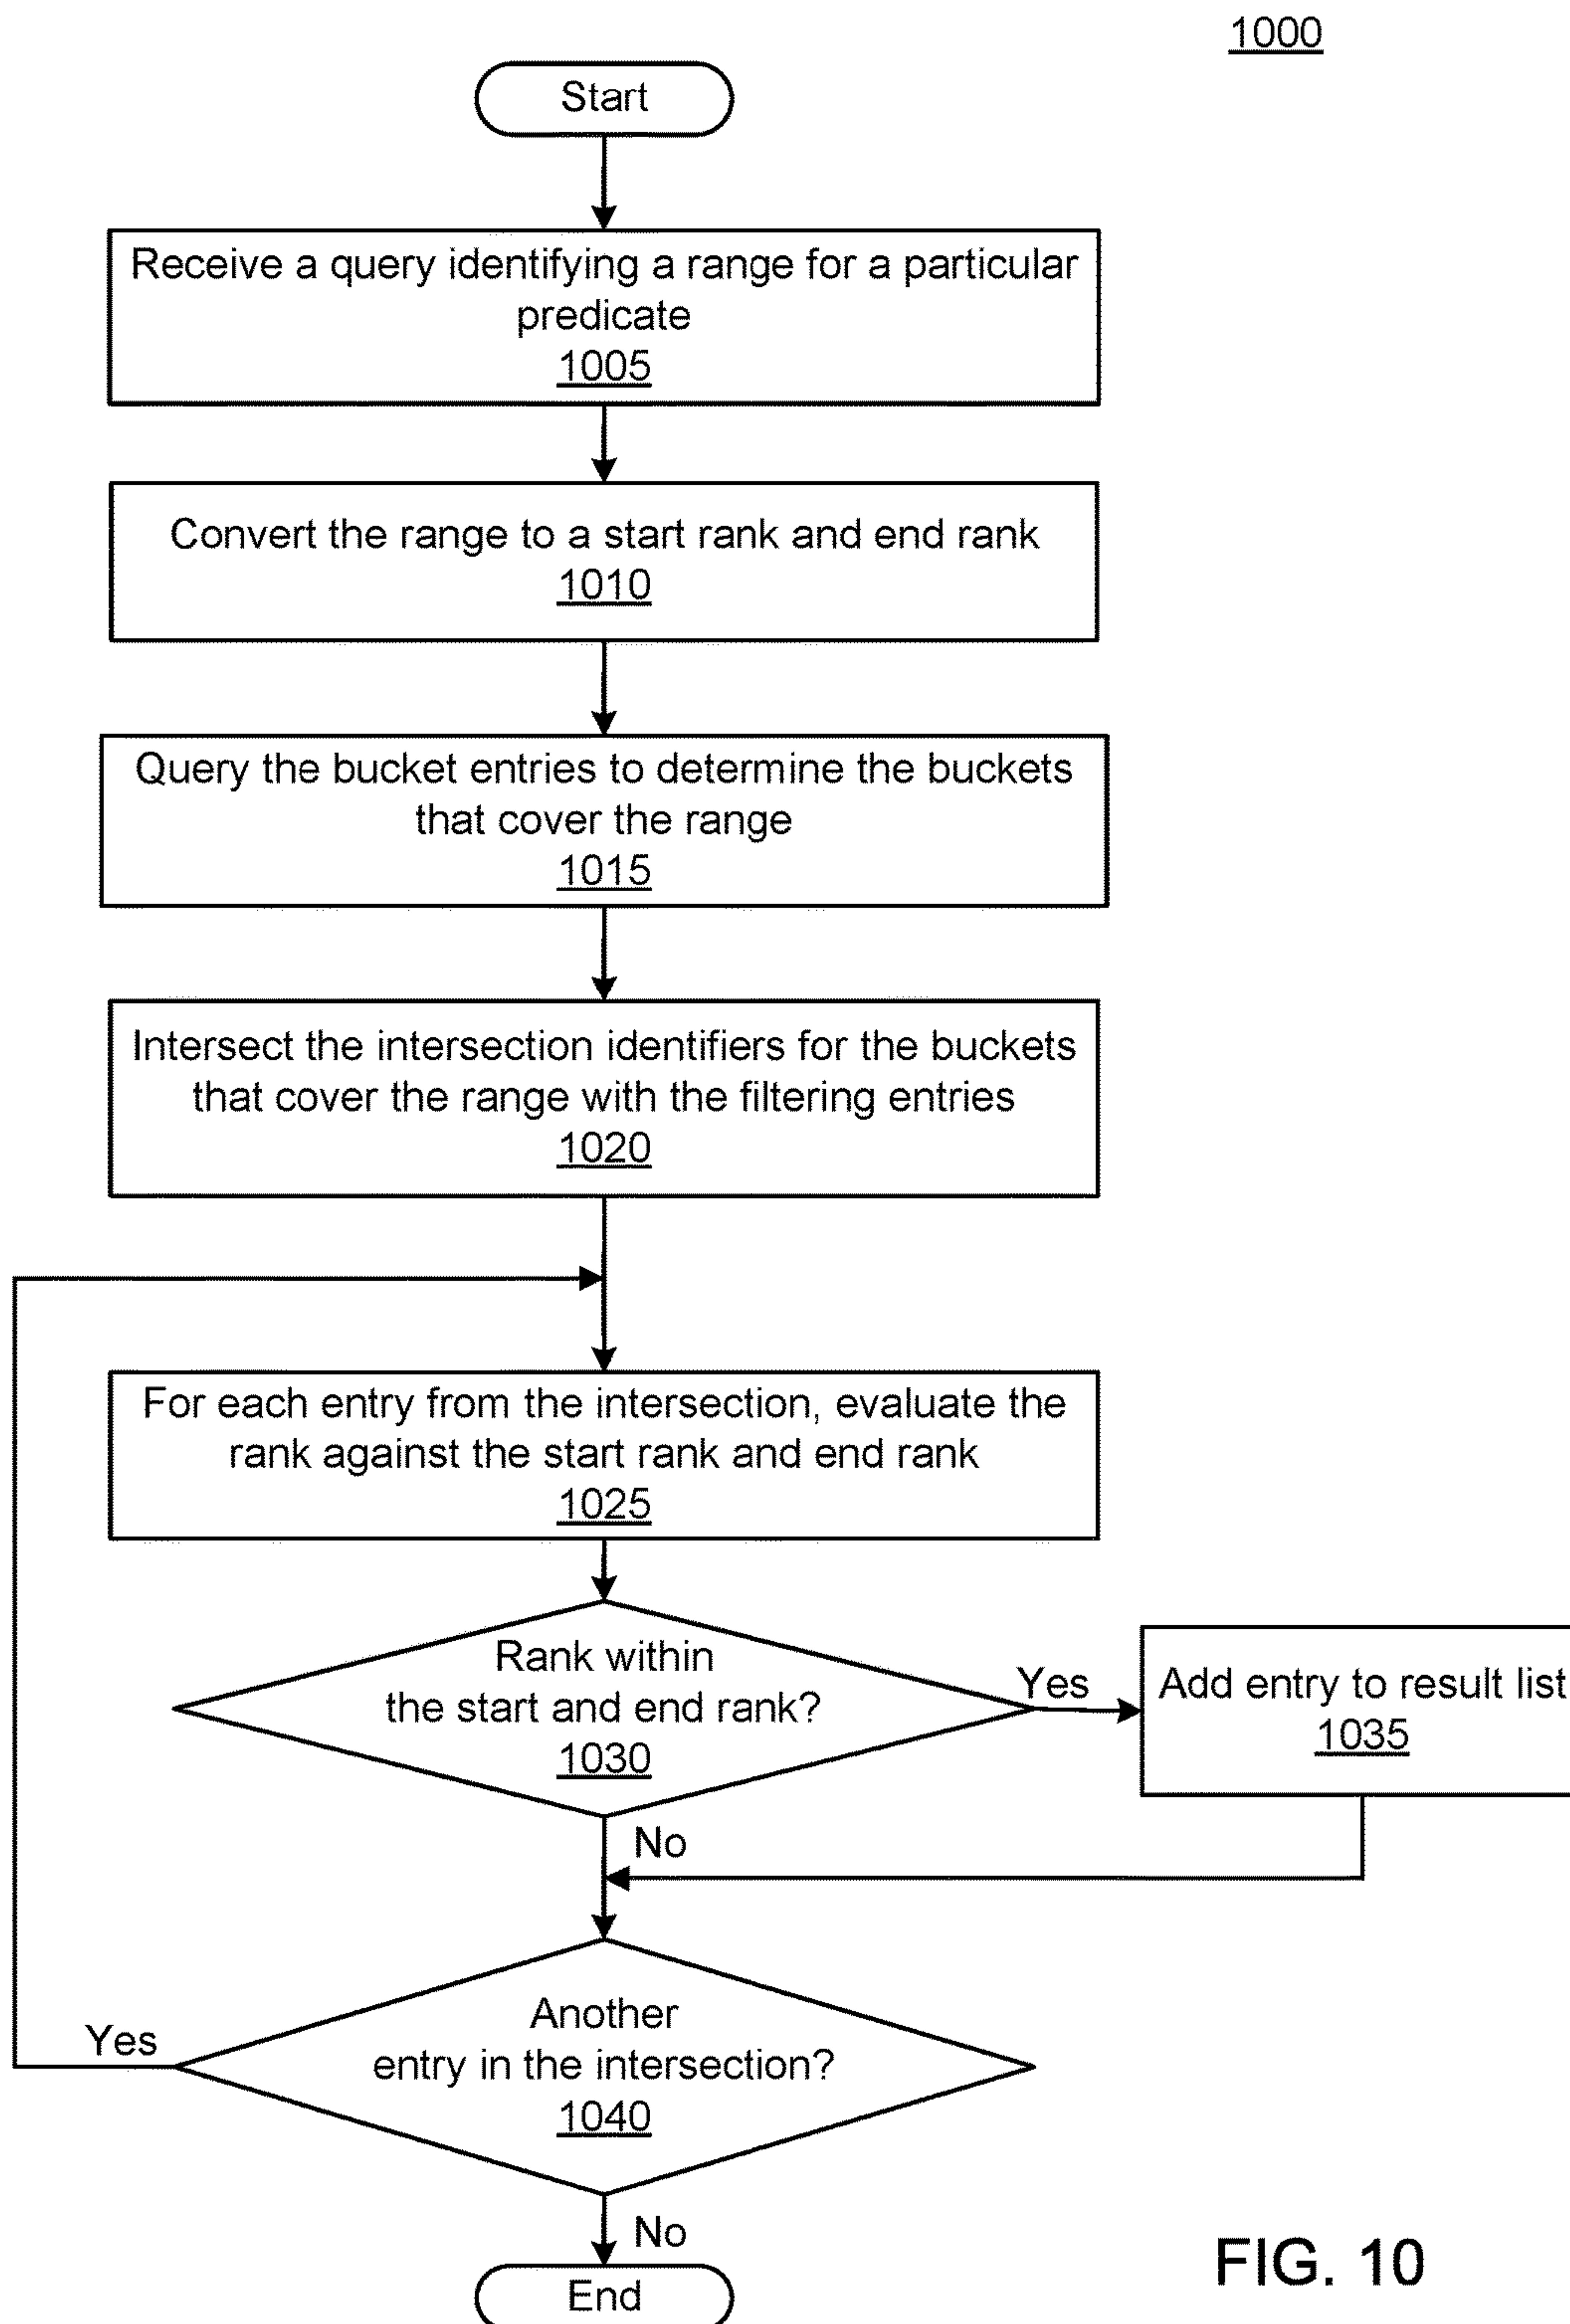 1000
Start
Receive a query identifying a range for a particular
predicate
1005
Convert the range to a start rank and end rank
1010
Query the bucket entries to determine the buckets
that cover the range
1015
Intersect the intersection identifiers for the buckets
that cover the range with the filtering entries
1020
For each entry from the intersection, evaluate the
rank against the start rank and end rank
1025
Rank within
the start and end rank?
1030
Yes
Add entry to result list
1035
No
Another
entry in the intersection?
1040
Yes
No
End
FIG. 10